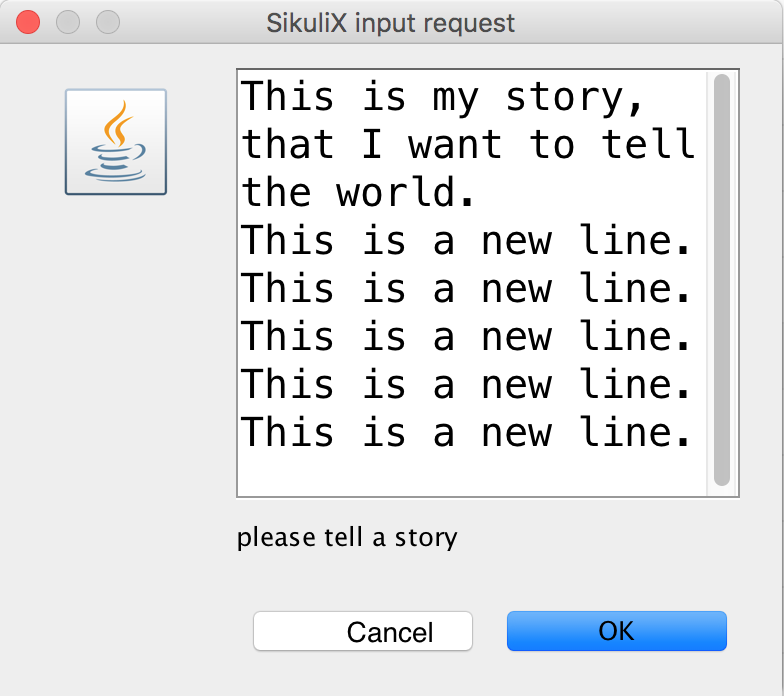 SikuliX input request
This is my story,
that I want to tell
the world.
This is a new line.
This is a new line.
This is a new line.
This is a new line.
This is a new line.
please tell a story
Cancel
OK